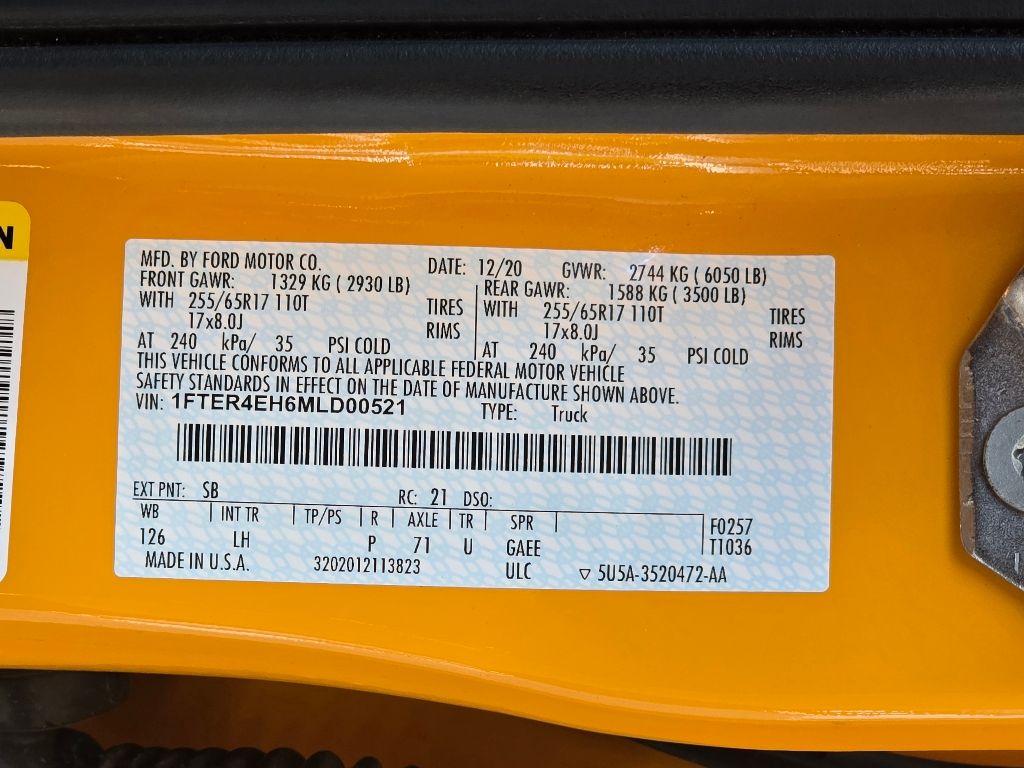 N
MFD. BY FORD MOTOR CO. DATE: 12/20 GVWR: 2744 KG ( 6050 LB)
FRONT GAWR: 1329 KG ( 2930 LB) REAR GAWR: 1588 KG ( 3500 LB)
WITH 255/65R17 110T TIRES WITH 255/65R17 110T TIRES
17x8.0J RIMS 17x8.0J RIMS
AT 240 kPa/ 35 PSI COLD AT 240 kPa/ 35 PSI COLD
THIS VEHICLE CONFORMS TO ALL APPLICABLE FEDERAL MOTOR VEHICLE
SAFETY STANDARDS IN EFFECT ON THE DATE OF MANUFACTURE SHOWN ABOVE.
VIN: 1FTER4EH6MLD00521 TYPE: Truck
EXT PNT: SB RC: 21 DSO:
WB INT TR TP/PS R AXLE TR SPR F0257
126 LH P 71 U GAEE T1036
MADE IN U.S.A. 3202012113823 ULC ▽ 5U5A-3520472-AA